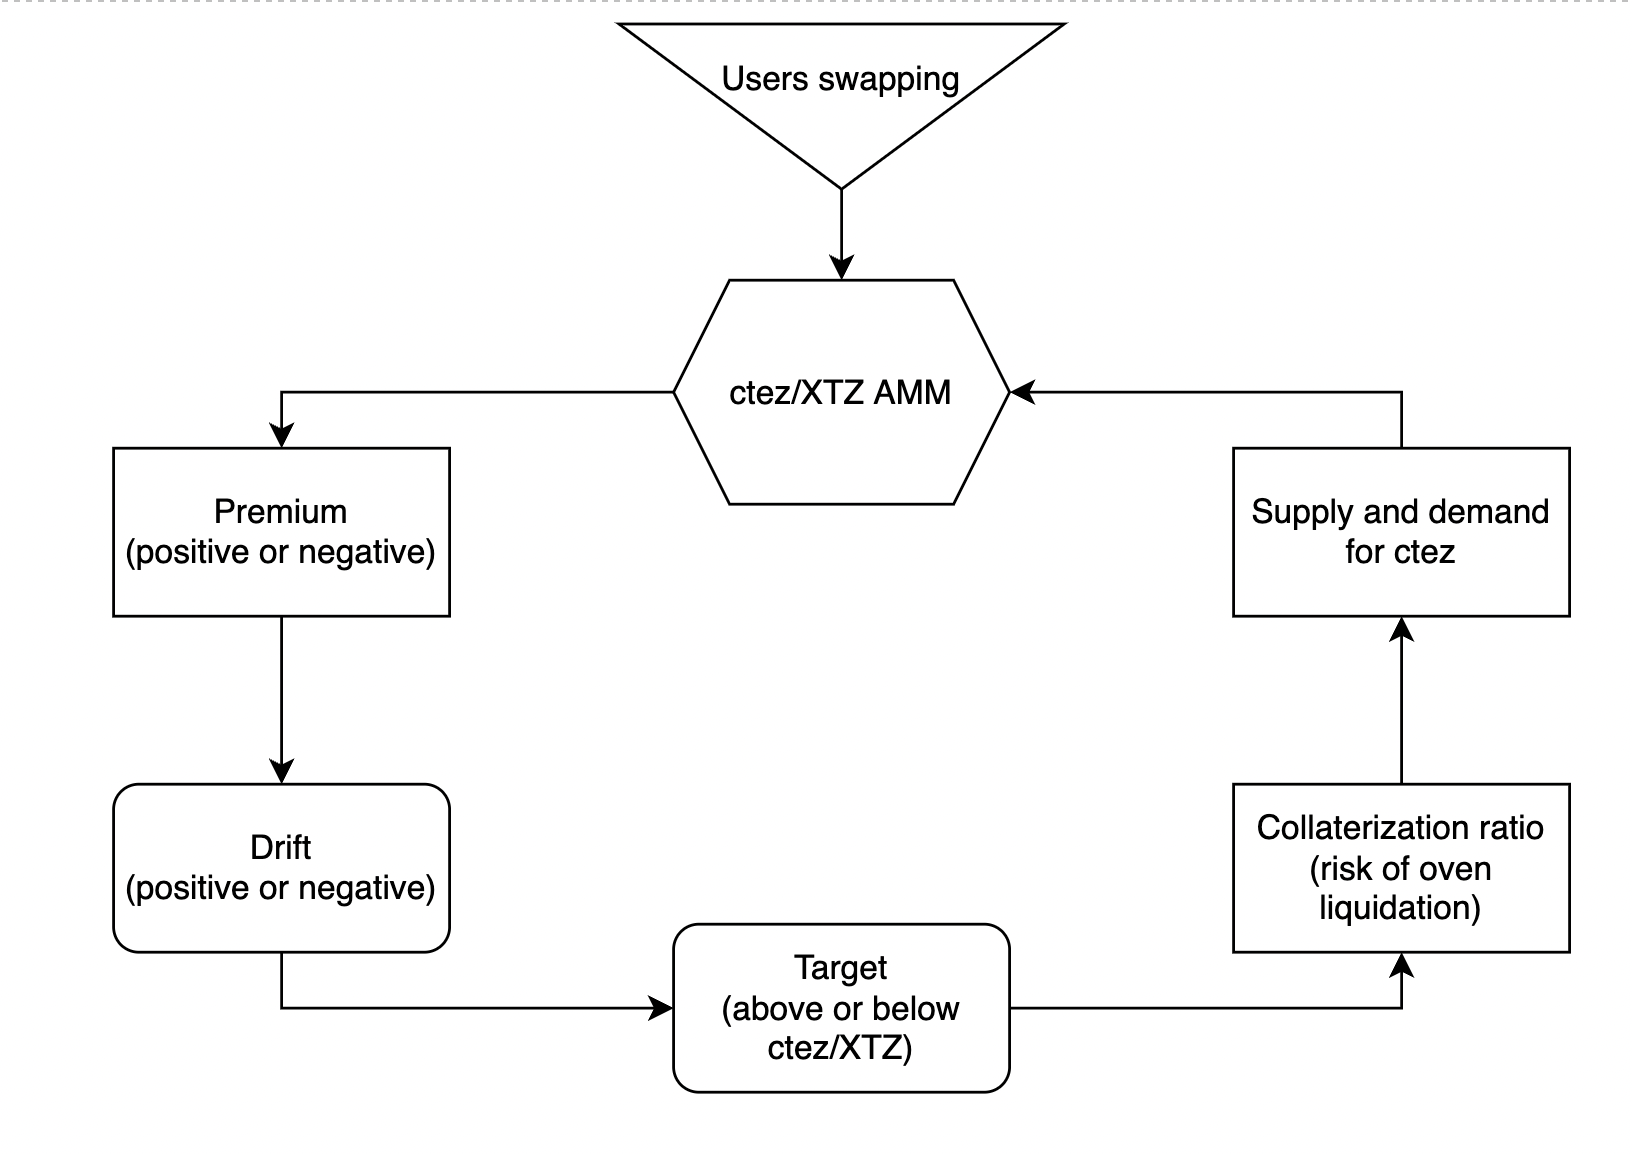 Users swapping
ctez/XTZ AMM
Premium
(positive or negative)
Drift
(positive or negative)
Target
(above or below
ctez/XTZ)
Collaterization ratio
(risk of oven
liquidation)
Supply and demand
for ctez